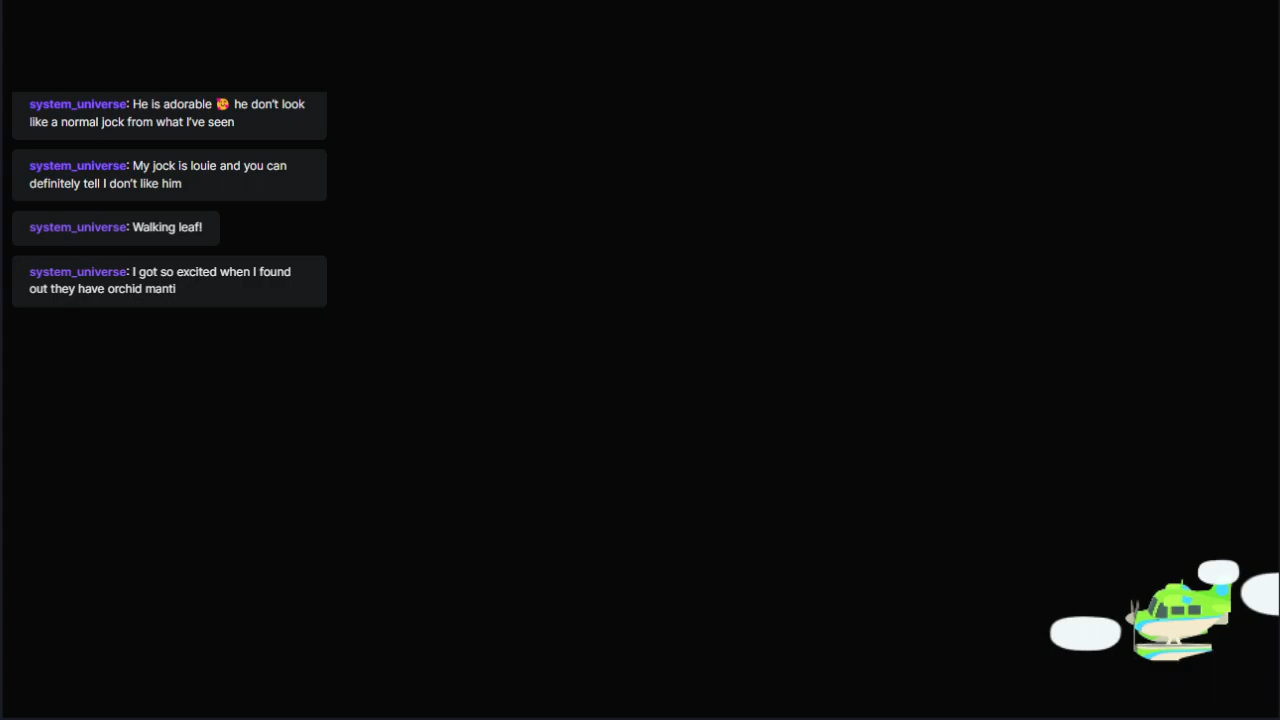 system_universe: He is adorable 🥰 he don't look
like a normal jock from what I've seen
system_universe: My jock is louie and you can
definitely tell I don't like him
system_universe: Walking leaf!
system_universe: I got so excited when I found
out they have orchid manti